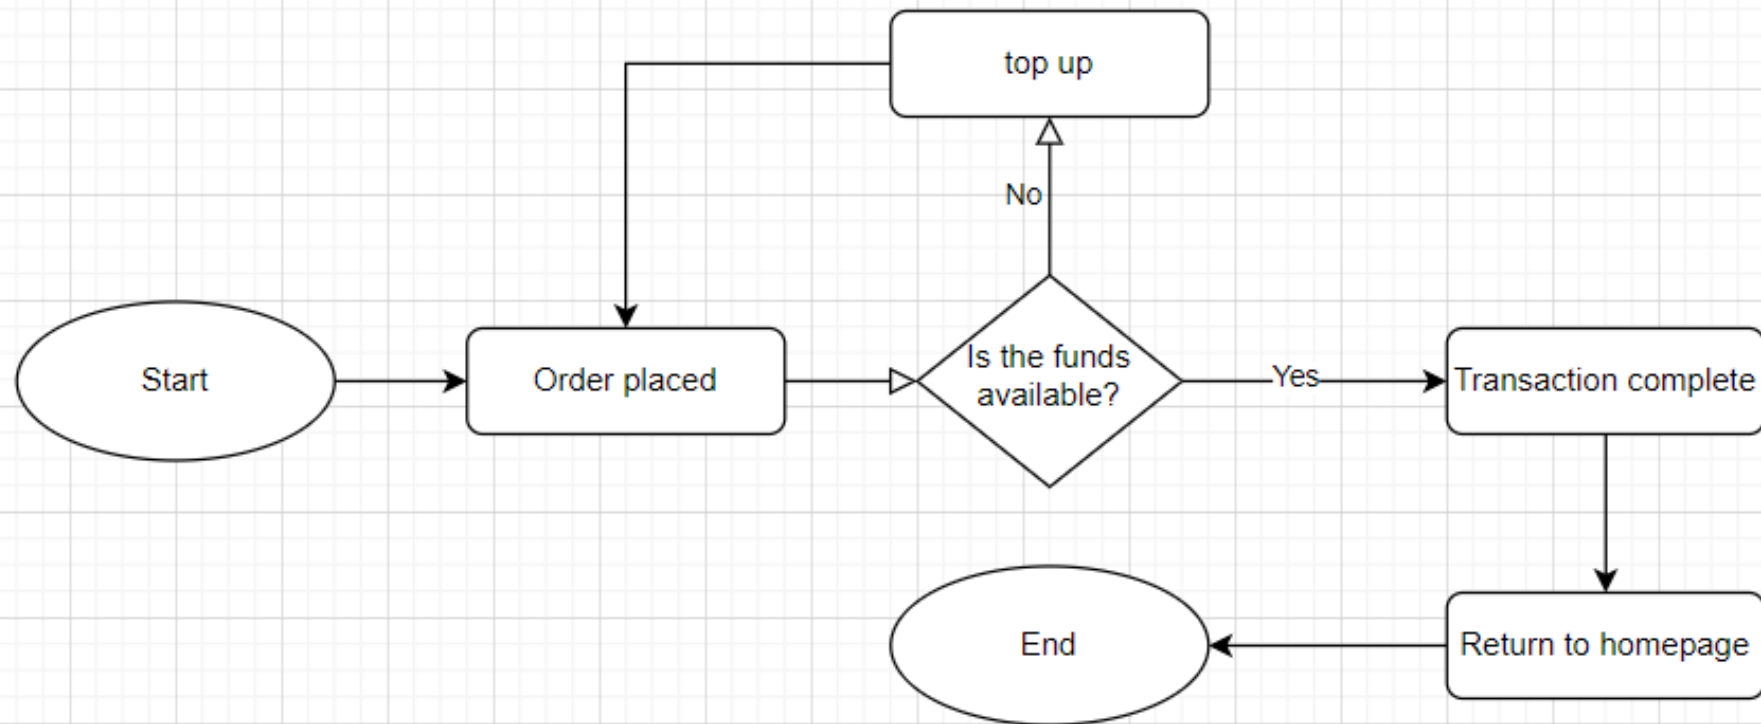 top up
No
Start
Order placed
Is the funds
available?
Yes
Transaction complete
End
Return to homepage